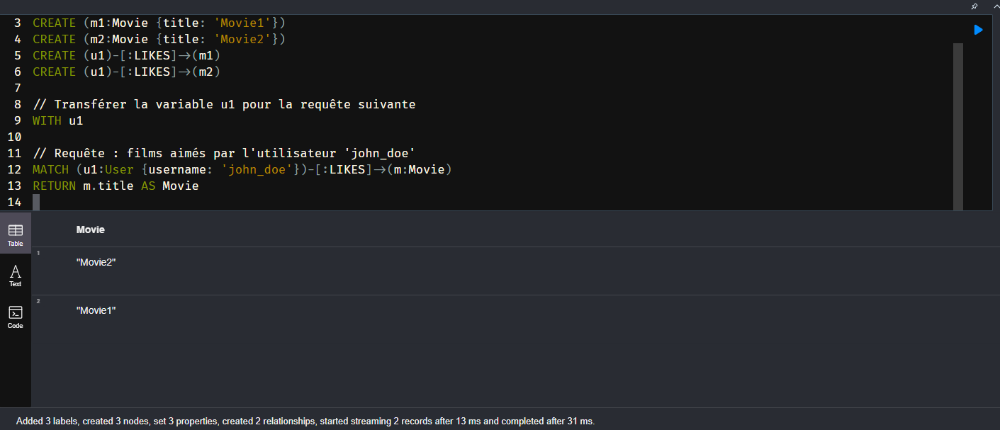 3 CREATE (m1:Movie {title: 'Movie1'})
4 CREATE (m2:Movie {title: 'Movie2'})
5 CREATE (u1)-[:LIKES]->(m1)
6 CREATE (u1)-[:LIKES]->(m2)
7
8 // Transférer la variable u1 pour la requête suivante
9 WITH u1
10
11 // Requête : films aimés par l'utilisateur 'john_doe'
12 MATCH (u1:User {username: 'john_doe'})-[:LIKES]->(m:Movie)
13 RETURN m.title AS Movie
14
Table
Text
Code
Movie
1
"Movie2"
2
"Movie1"
Added 3 labels, created 3 nodes, set 3 properties, created 2 relationships, started streaming 2 records after 13 ms and completed after 31 ms.